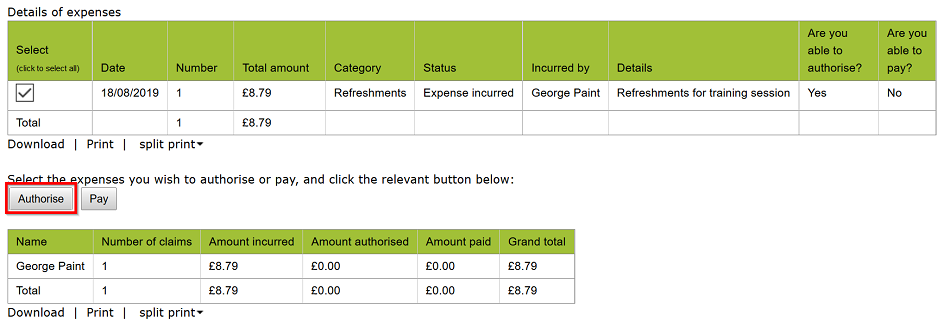 Details of expenses
Select (click to select all) Date Number Total amount Category Status Incurred by Details Are you able to authorise? Are you able to pay?
18/08/2019 1 £8.79 Refreshments Expense incurred George Paint Refreshments for training session Yes No
Total 1 £8.79
Download | Print | split print
Select the expenses you wish to authorise or pay, and click the relevant button below:
Authorise Pay
Name Number of claims Amount incurred Amount authorised Amount paid Grand total
George Paint 1 £8.79 £0.00 £0.00 £8.79
Total 1 £8.79 £0.00 £0.00 £8.79
Download | Print | split print